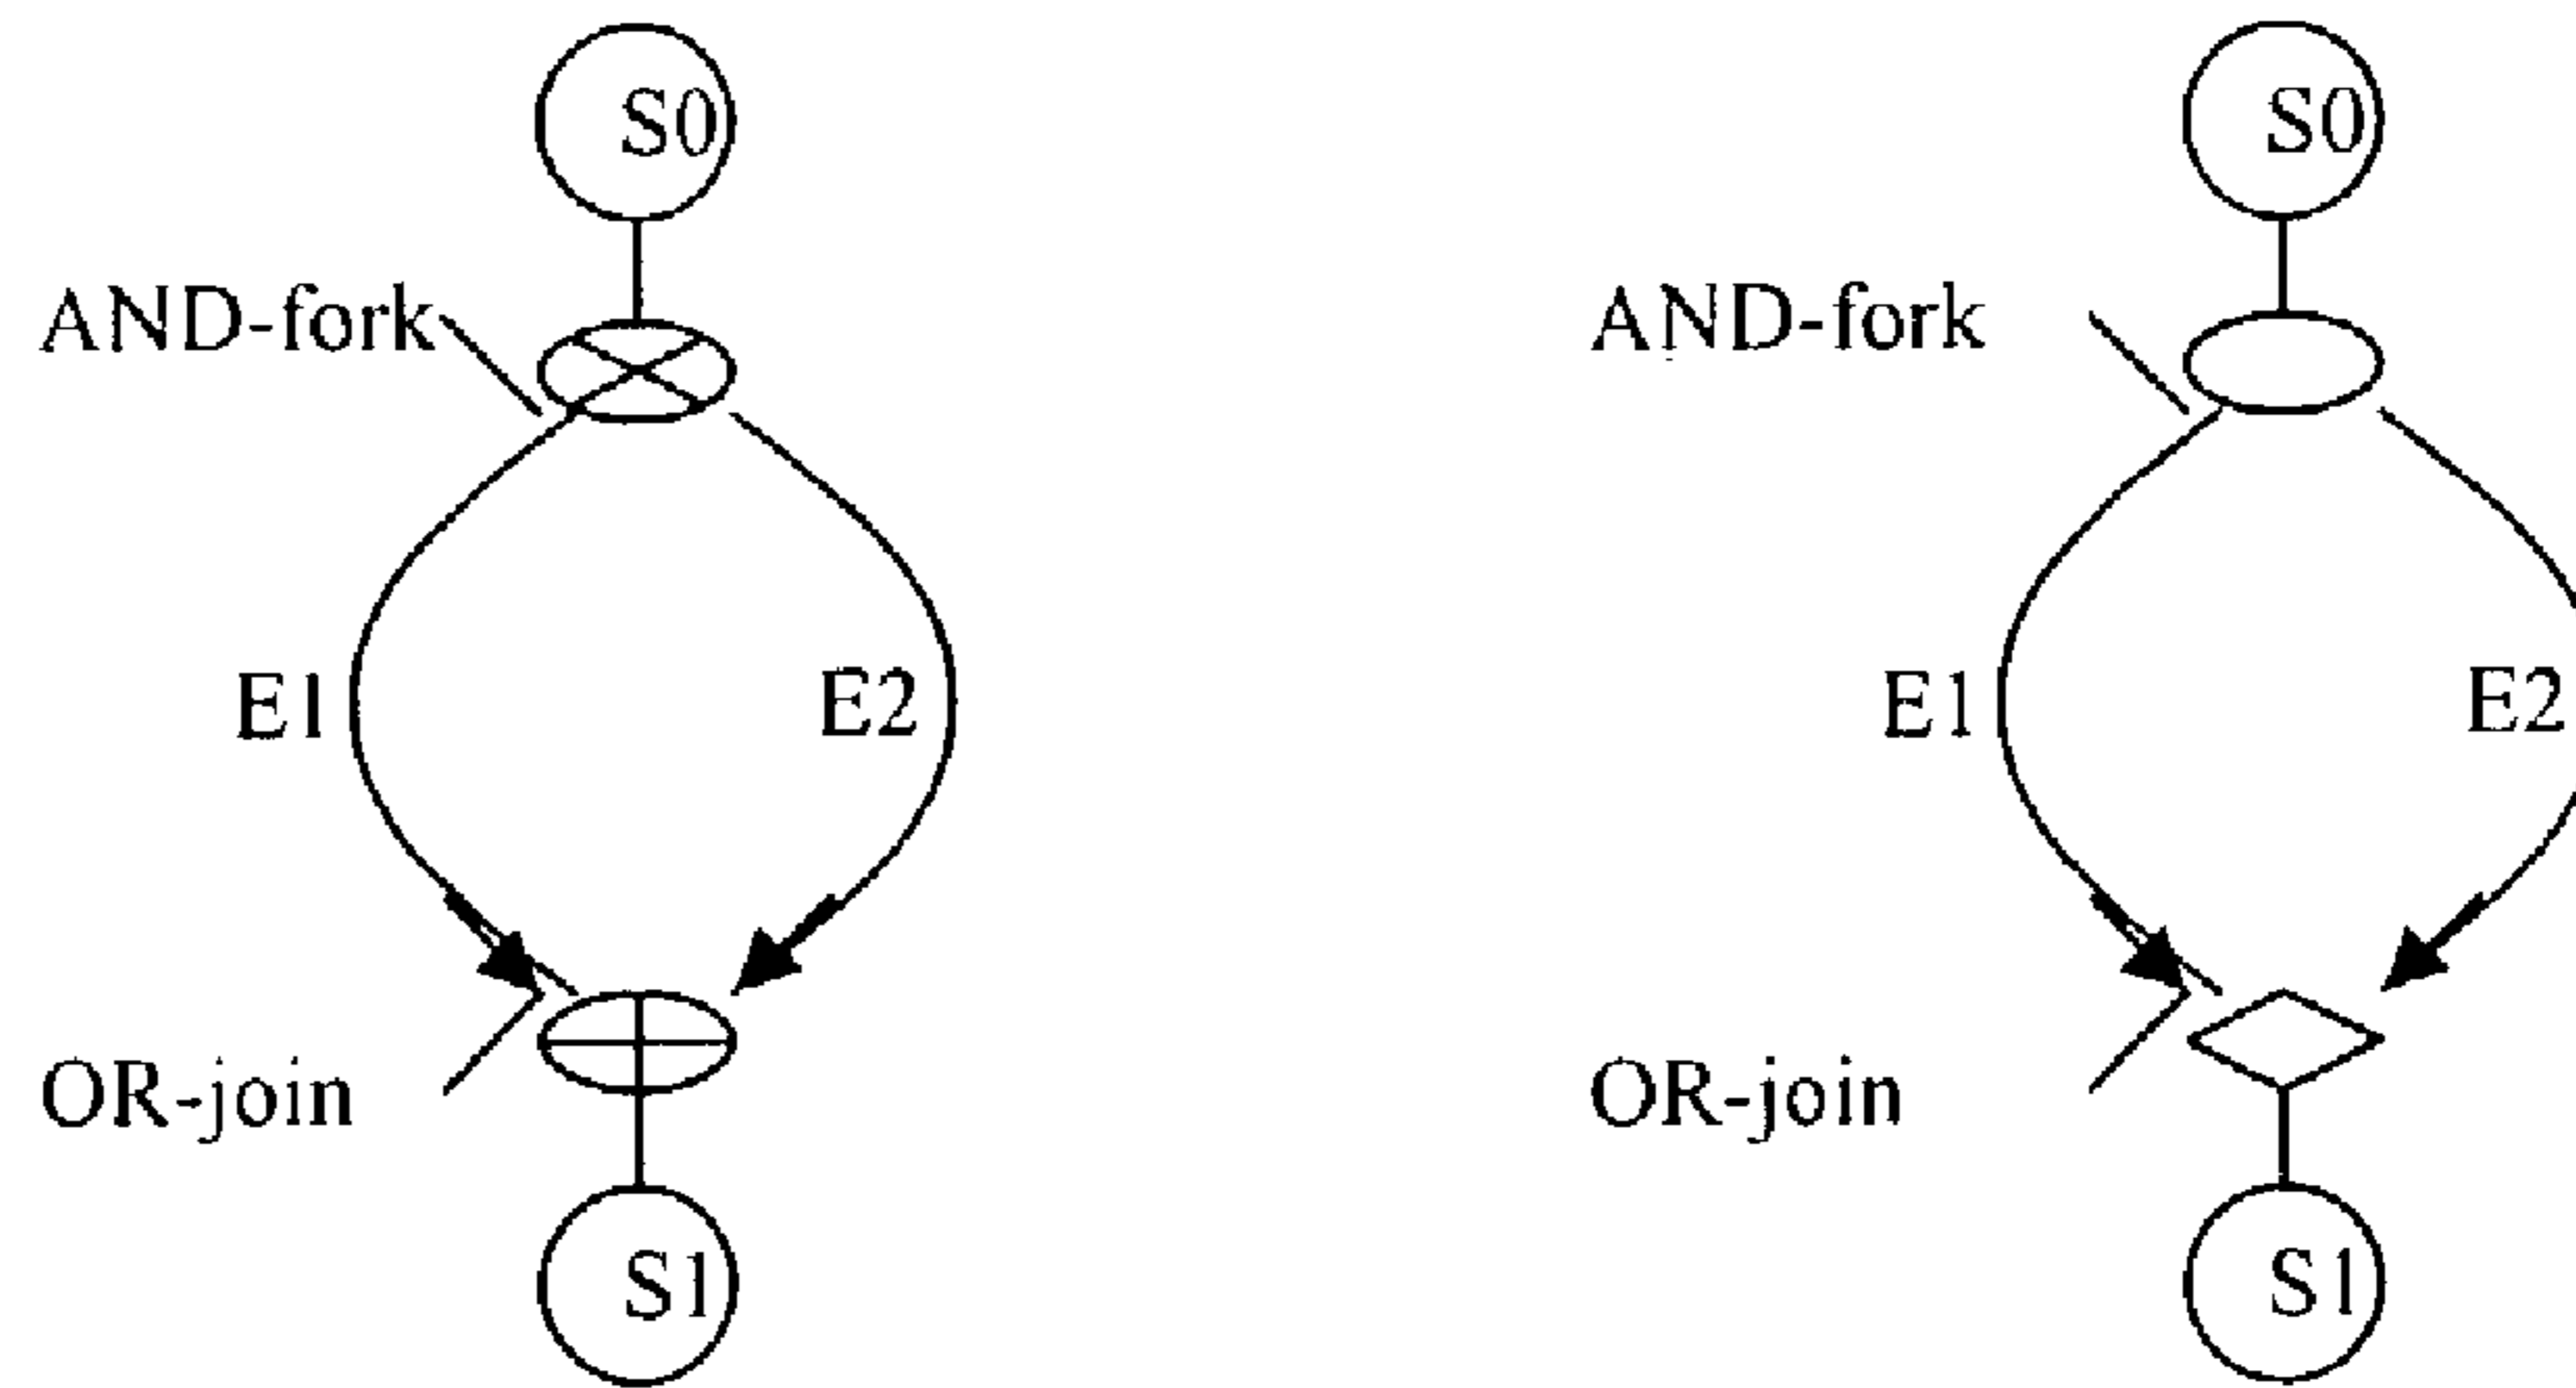 S0
AND-fork
E1
E2
OR-join
S1
S0
AND-fork
E1
E2
OR-join
S1